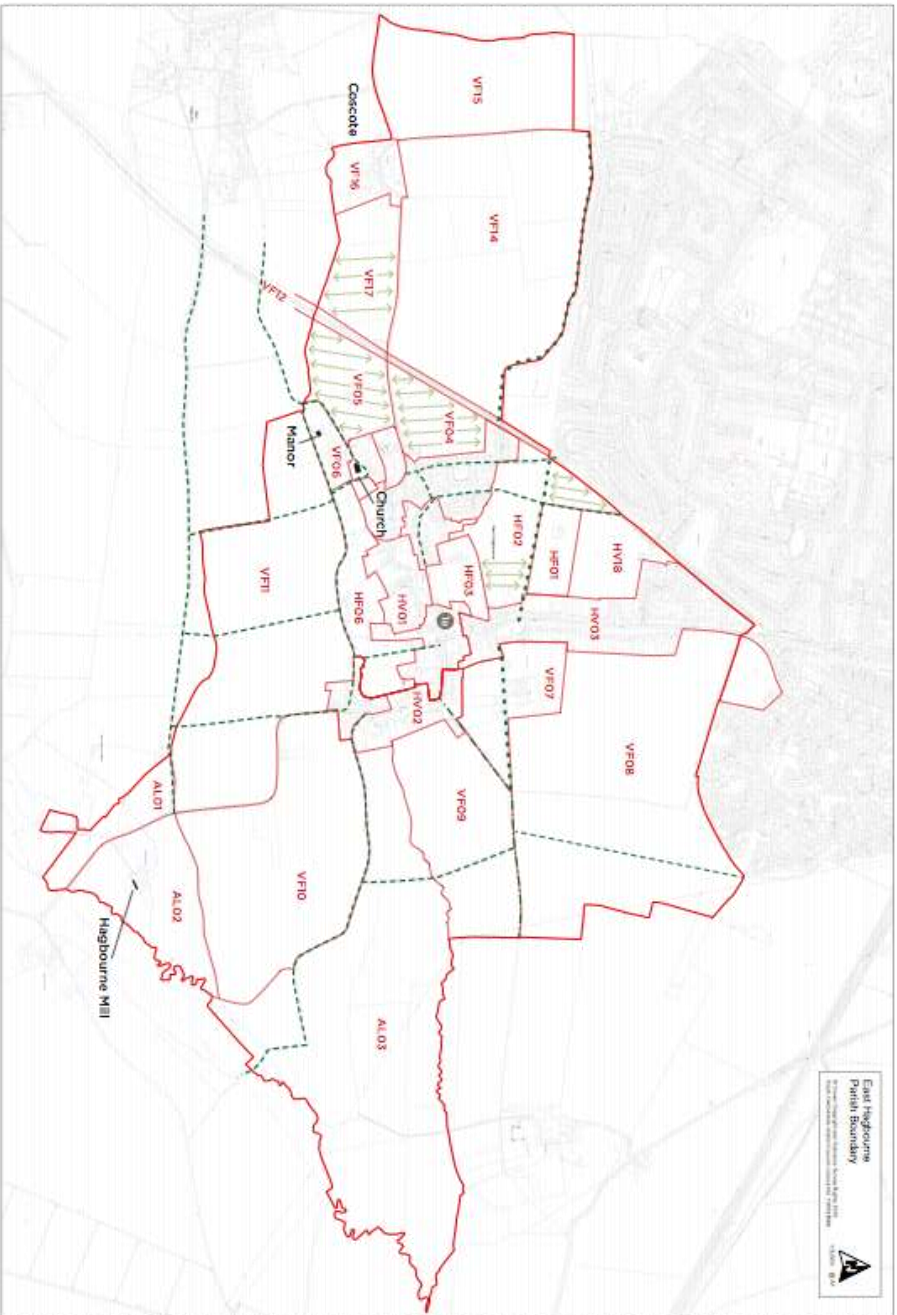 East Hagbourne
Parish Boundary
VF15
Coscote
VF16
VF14
VF17
VF12
VF05
VF04
Manor
VF06
Church
HF02
HF01
HV18
HF03
HV03
HV01
HF06
VF11
VF07
HV02
VF08
VF09
AL01
VF10
AL02
Hagbourne Mill
AL03